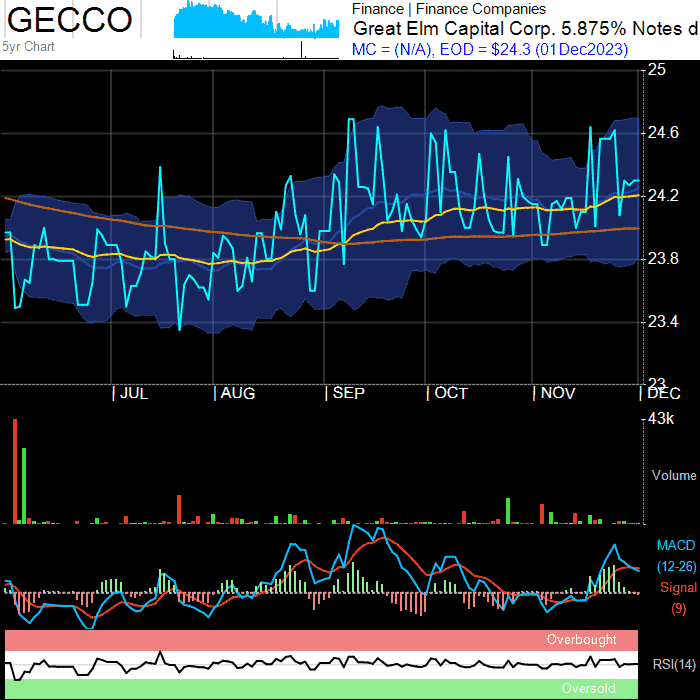 GECCO
5yr Chart
Finance | Finance Companies
Great Elm Capital Corp. 5.875% Notes d
MC = (N/A), EOD = $24.3 (01Dec2023)
25
24.6
24.2
23.8
23.4
23
JUL
AUG
SEP
OCT
NOV
DEC
43k
Volume
MACD
(12-26)
Signal
(9)
Overbought
RSI(14)
Oversold